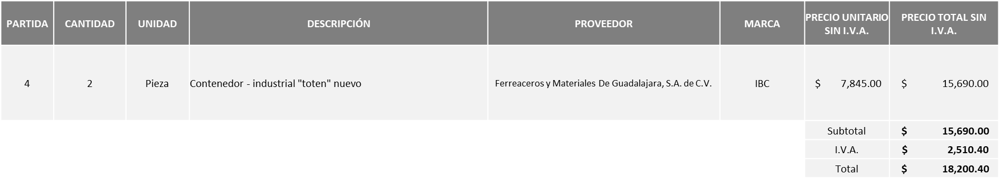 PARTIDA CANTIDAD UNIDAD DESCRIPCIÓN PROVEEDOR MARCA PRECIO UNITARIO SIN I.V.A. PRECIO TOTAL SIN I.V.A.
4 2 Pieza Contenedor - industrial "toten" nuevo Ferreaceros y Materiales De Guadalajara, S.A. de C.V. IBC $ 7,845.00 $ 15,690.00
Subtotal $ 15,690.00
I.V.A. $ 2,510.40
Total $ 18,200.40